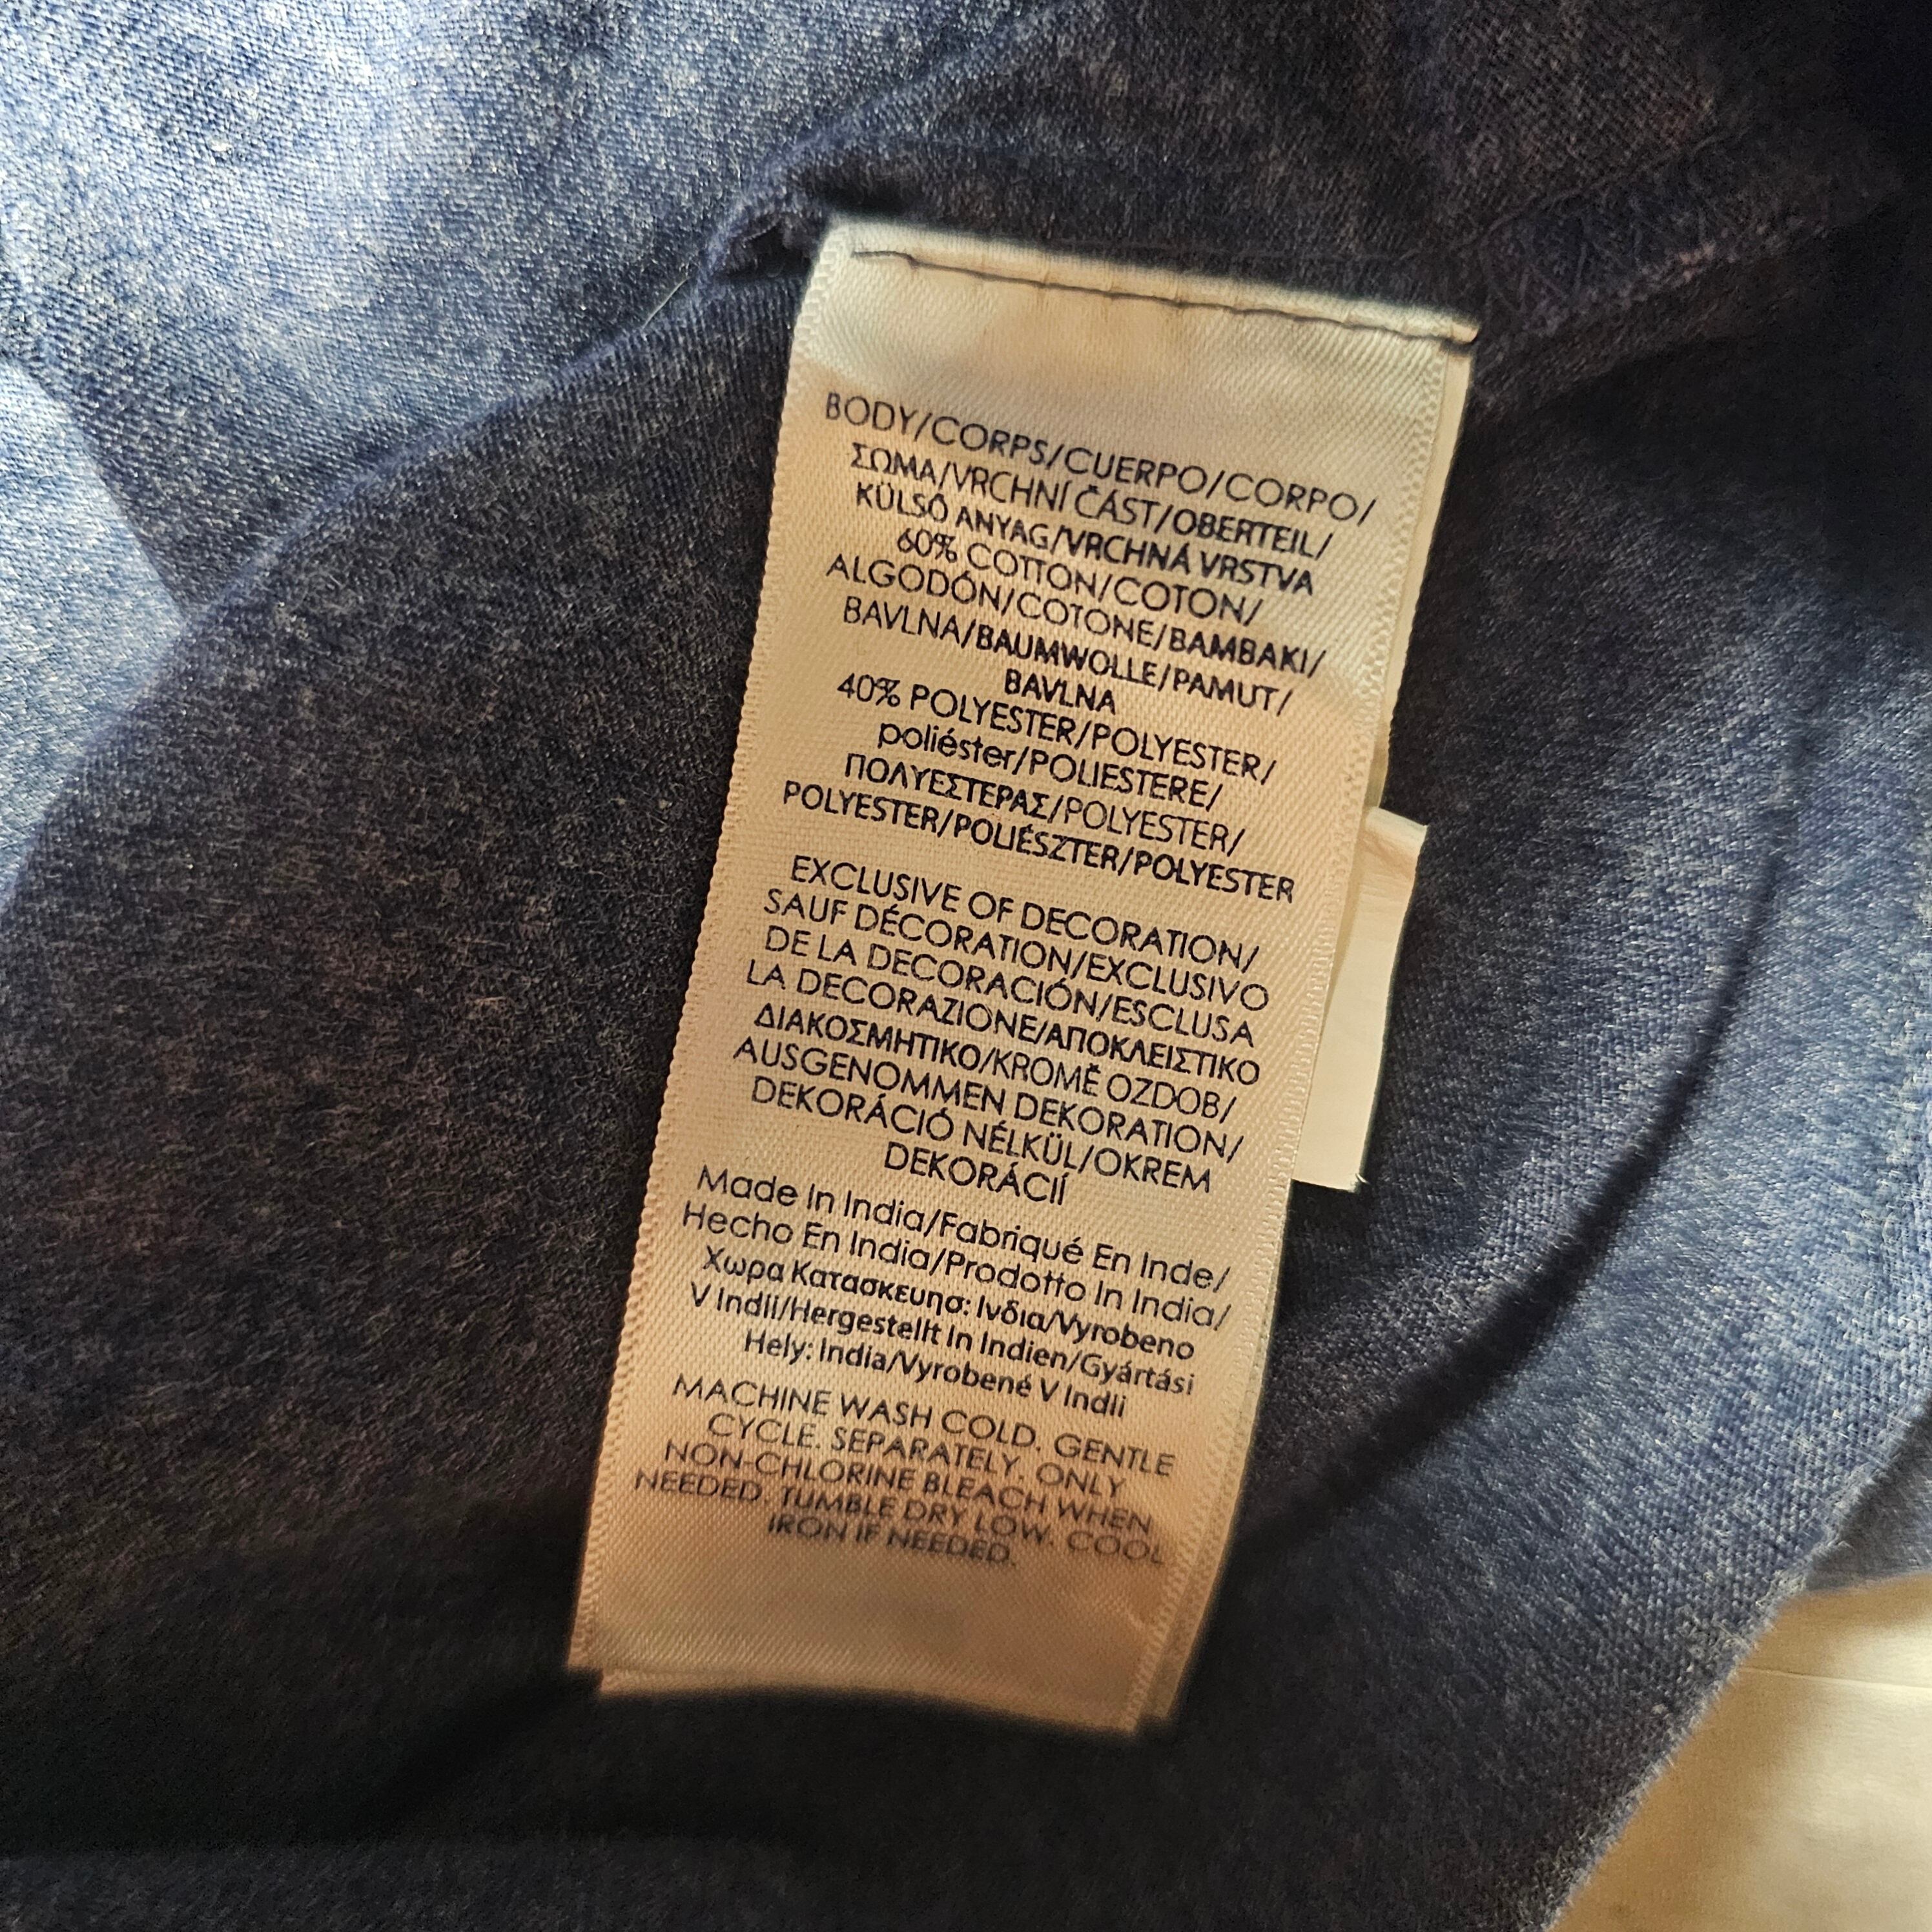 BODY/CORPS/CUERPO/CORPO/
ΣΩΜΑ/VRCHNÍ ČÁST/OBERTEIL/
KÜLSŐ ANYAG/VRCHNÁ VRSTVA
60% COTTON/COTON/
ALGODÓN/COTONE/BAMBAKI/
BAVLNA/BAUMWOLLE/PAMUT/
BAVLNA
40% POLYESTER/POLYESTER/
poliéster/POLIESTERE/
ΠΟΛΥΕΣΤΕΡΑΣ/POLYESTER/
POLYESTER/POLIÉSZTER/POLYESTER
EXCLUSIVE OF DECORATION/
SAUF DÉCORATION/EXCLUSIVO
DE LA DECORACIÓN/ESCLUSA
LA DECORAZIONE/ΑΠΟΚΛΕΙΣΤΙΚΟ
ΔΙΑΚΟΣΜΗΤΙΚΟ/KROMĚ OZDOB/
AUSGENOMMEN DEKORATION/
DEKORÁCIÓ NÉLKÜL/OKREM
DEKORÁCIÍ
Made In India/Fabriqué En Inde/
Hecho En India/Prodotto In India/
Χωρα Κατασκευησ: Ινδια/Vyrobeno
V Indii/Hergestellt In Indien/Gyártási
Hely: India/Vyrobené V Indii
MACHINE WASH COLD. GENTLE
CYCLE. SEPARATELY. ONLY
NON-CHLORINE BLEACH WHEN
NEEDED. TUMBLE DRY LOW. COOL
IRON IF NEEDED.